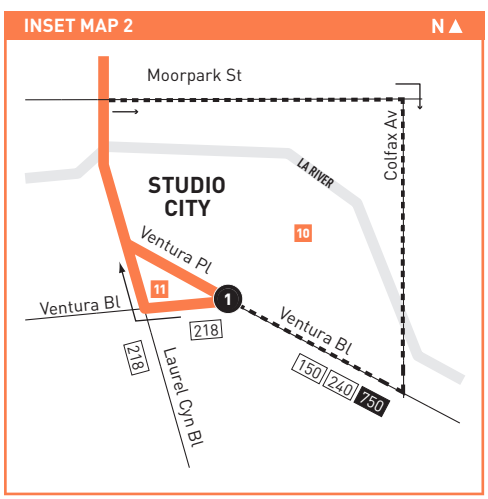 INSET MAP 2
N
Moorpark St
Colfax Av
LA RIVER
STUDIO
CITY
10
Ventura Pl
11
1
Ventura Bl
218
218
Ventura Bl
150 240 750
Laurel Cyn Bl